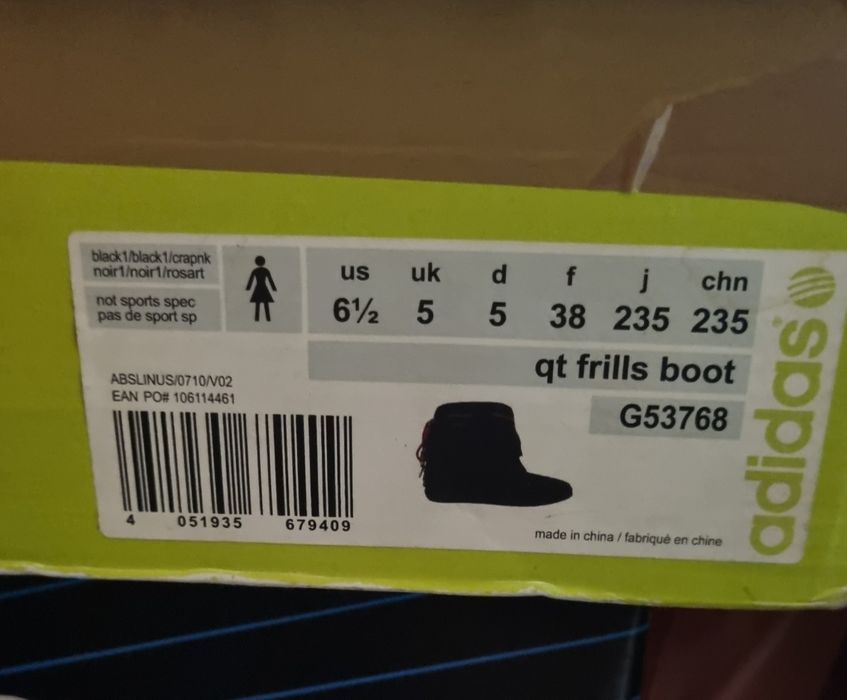 black1/black1/crapnk
noir1/noir1/rosart
not sports spec
pas de sport sp
us uk d f j chn
6½ 5 5 38 235 235
qt frills boot
G53768
ABSLINUS/0710/V02
EAN PO# 106114461
4 051935 679409
made in china / fabriqué en chine
adidas